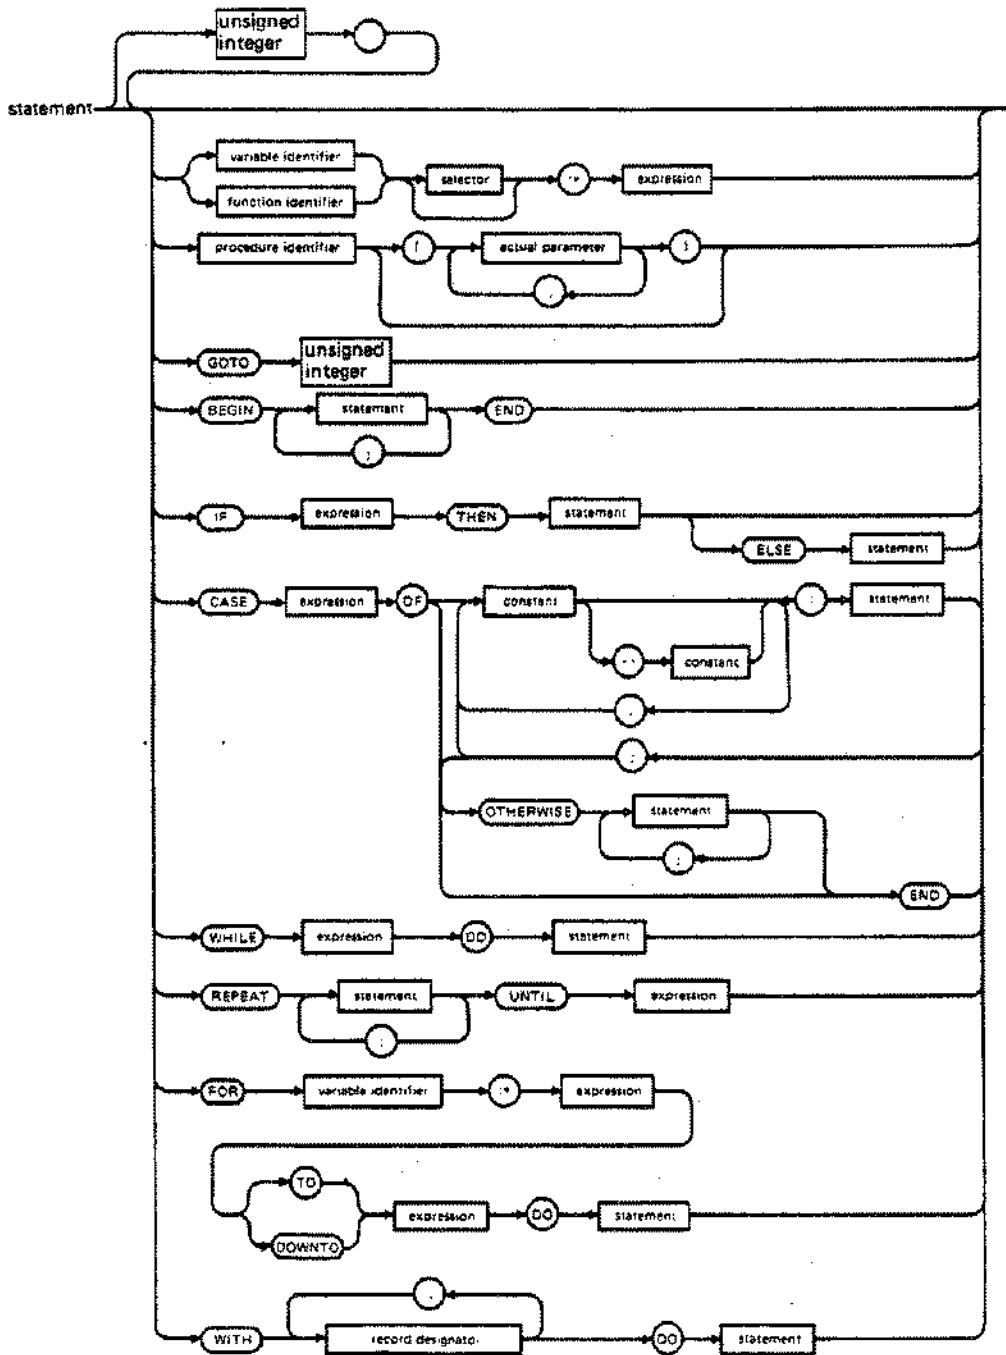 unsigned
integer
statement
variable identifier
selector
expression
function identifier
procedure identifier
(
actual parameter
)
,
GOTO
unsigned
integer
BEGIN
statement
END
;
IF
expression
THEN
statement
ELSE
statement
CASE
expression
OF
constant
:
statement
constant
,
;
OTHERWISE
statement
;
END
WHILE
expression
DO
statement
REPEAT
statement
UNTIL
expression
;
FOR
variable identifier
expression
TO
expression
DO
statement
DOWNTO
,
WITH
record designator
DO
statement